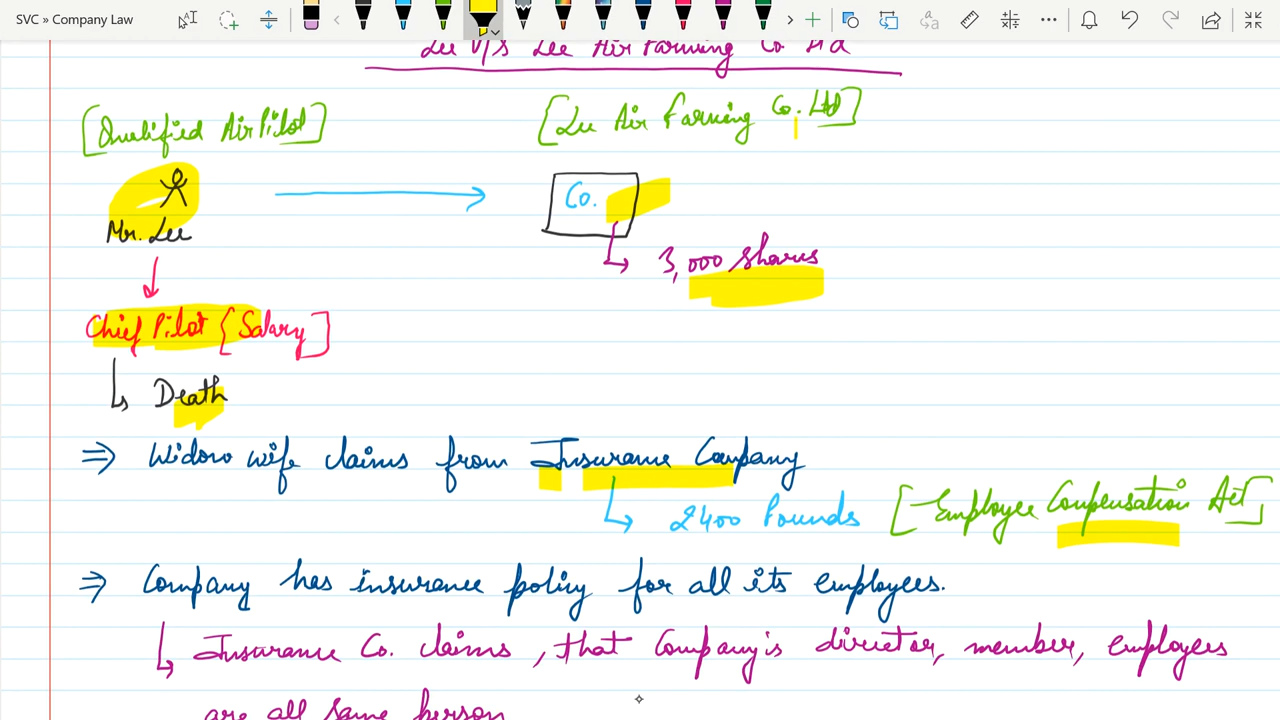 SVC » Company Law
Lee V/S Lee Air Farming Co Ltd
[Qualified Air Pilot]
[Lee Air Farming Co. Ltd]
Co.
Mr. Lee
3,000 shares
Chief Pilot [Salary]
Death
⇒ Widow wife claims from Insurance Company
2400 Pounds [Employee Compensation Act]
⇒ Company has insurance policy for all its employees.
Insurance Co. claims, that Company is director, member, employees
are all same person